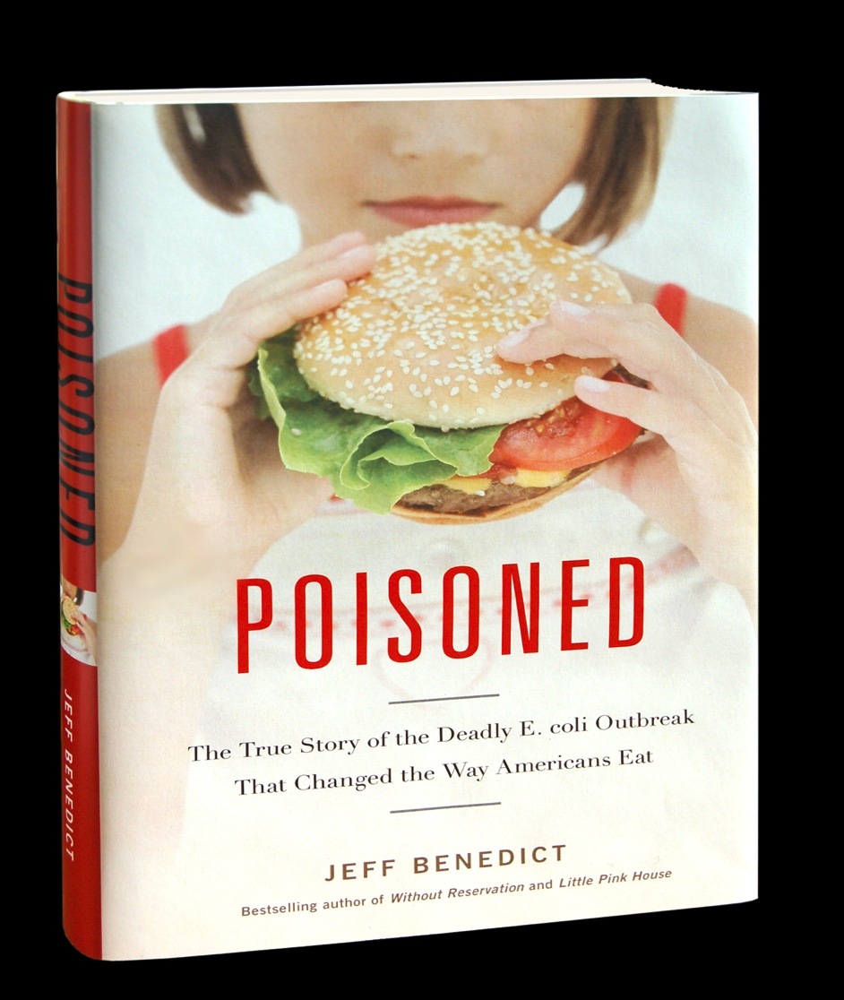 POISONED
JEFF BENEDICT
POISONED
The True Story of the Deadly E. coli Outbreak
That Changed the Way Americans Eat
JEFF BENEDICT
Bestselling author of Without Reservation and Little Pink House